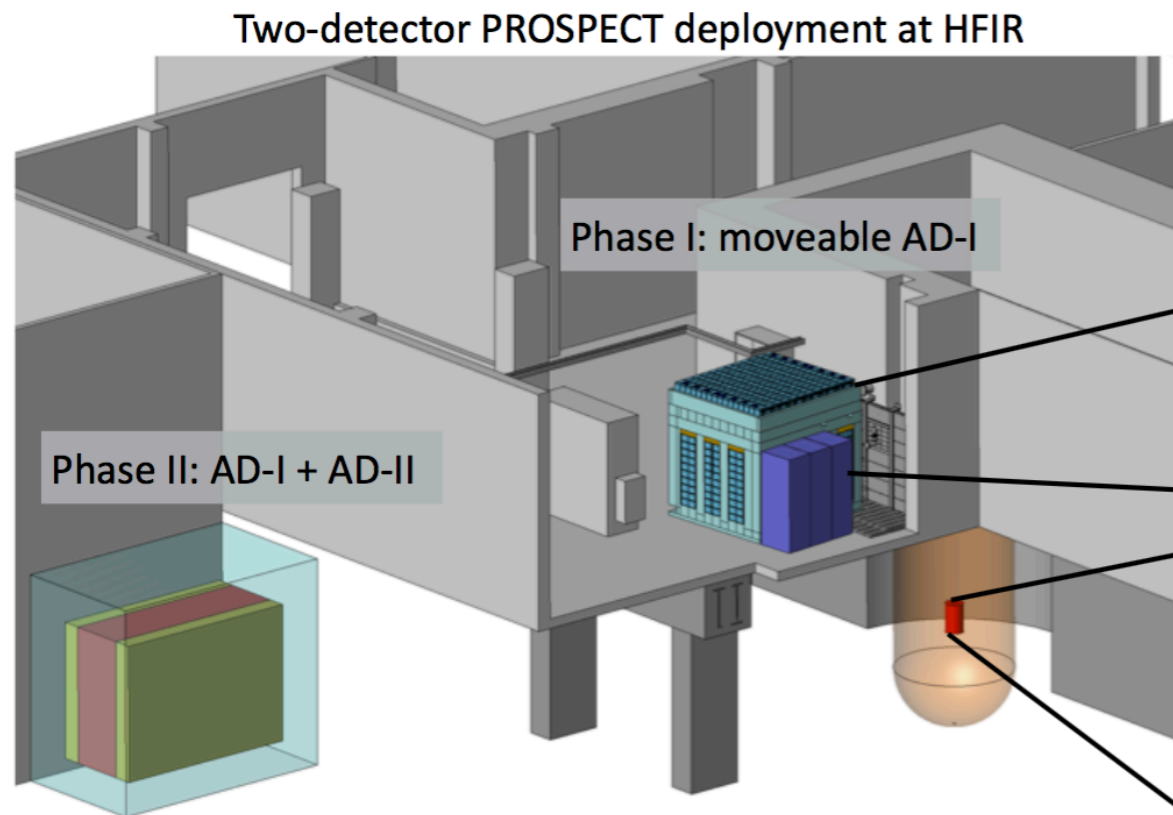 Two-detector PROSPECT deployment at HFIR
Phase I: moveable AD-I
Phase II: AD-I + AD-II